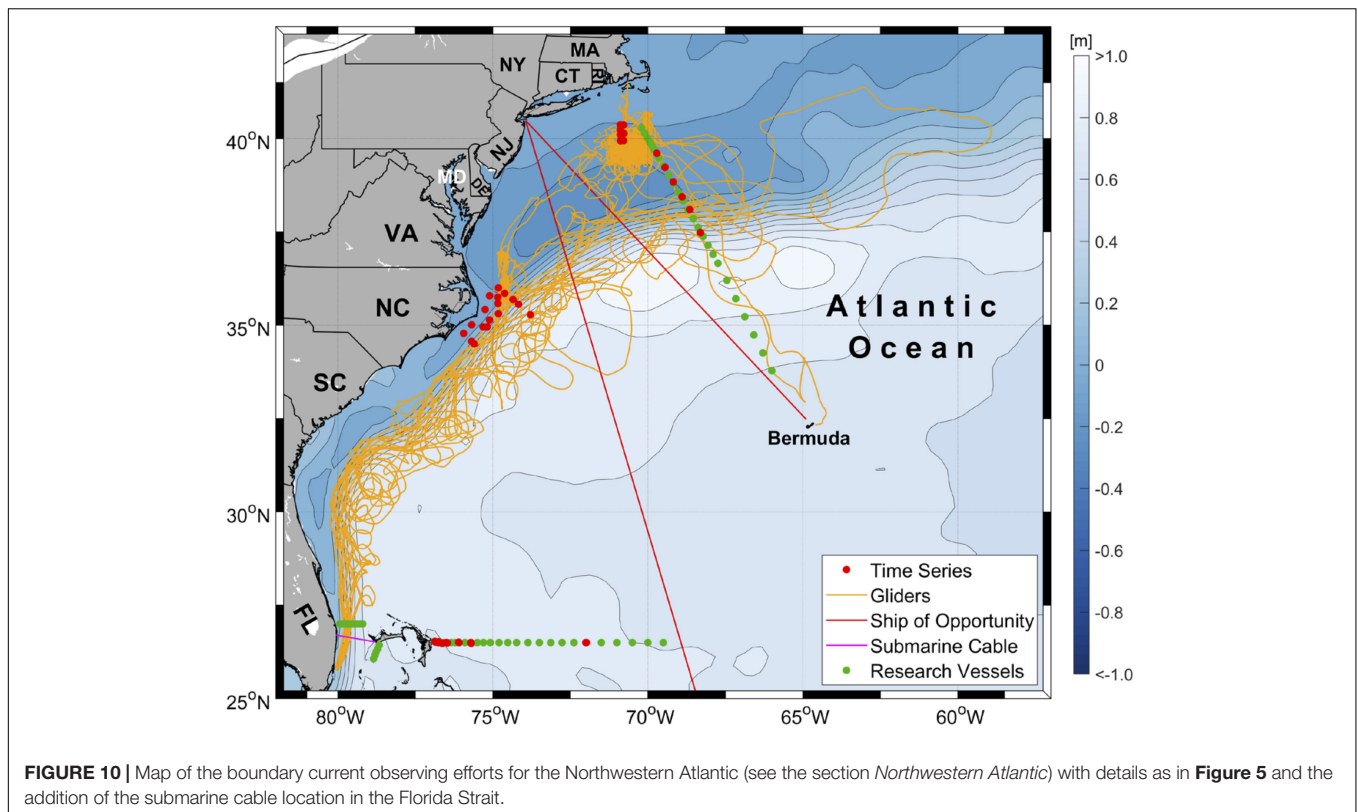 [m]
>1.0
0.8
0.6
0.4
0.2
0
-0.2
-0.4
-0.6
-0.8
<-1.0
40°N
35°N
30°N
25°N
80°W
75°W
70°W
65°W
60°W
NY
MA
CT
RI
NJ
MD
DE
VA
NC
SC
FL
Atlantic
Ocean
Bermuda
Time Series
Gliders
Ship of Opportunity
Submarine Cable
Research Vessels
FIGURE 10 | Map of the boundary current observing efforts for the Northwestern Atlantic (see the section Northwestern Atlantic) with details as in Figure 5 and the
addition of the submarine cable location in the Florida Strait.